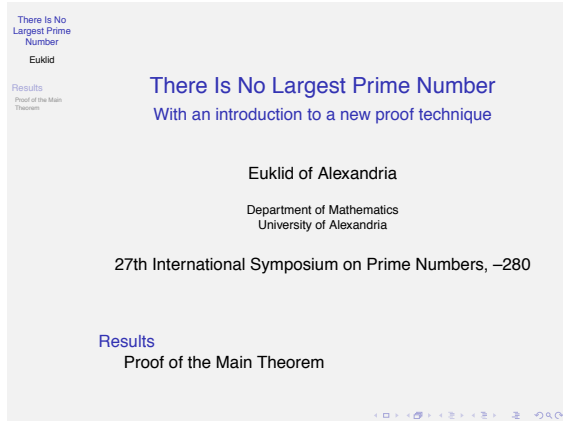 There Is No
Largest Prime
Number
Euklid
Results
Proof of the Main
Theorem
There Is No Largest Prime Number
With an introduction to a new proof technique
Euklid of Alexandria
Department of Mathematics
University of Alexandria
27th International Symposium on Prime Numbers, –280
Results
Proof of the Main Theorem